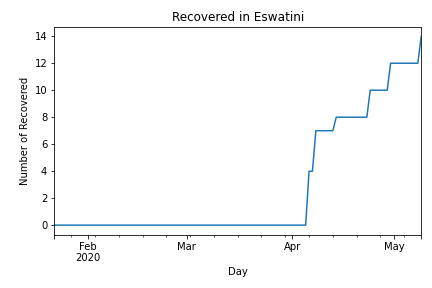 Recovered in Eswatini
14
12
10
8
6
4
2
0
Number of Recovered
Feb
2020
Mar
Apr
May
Day